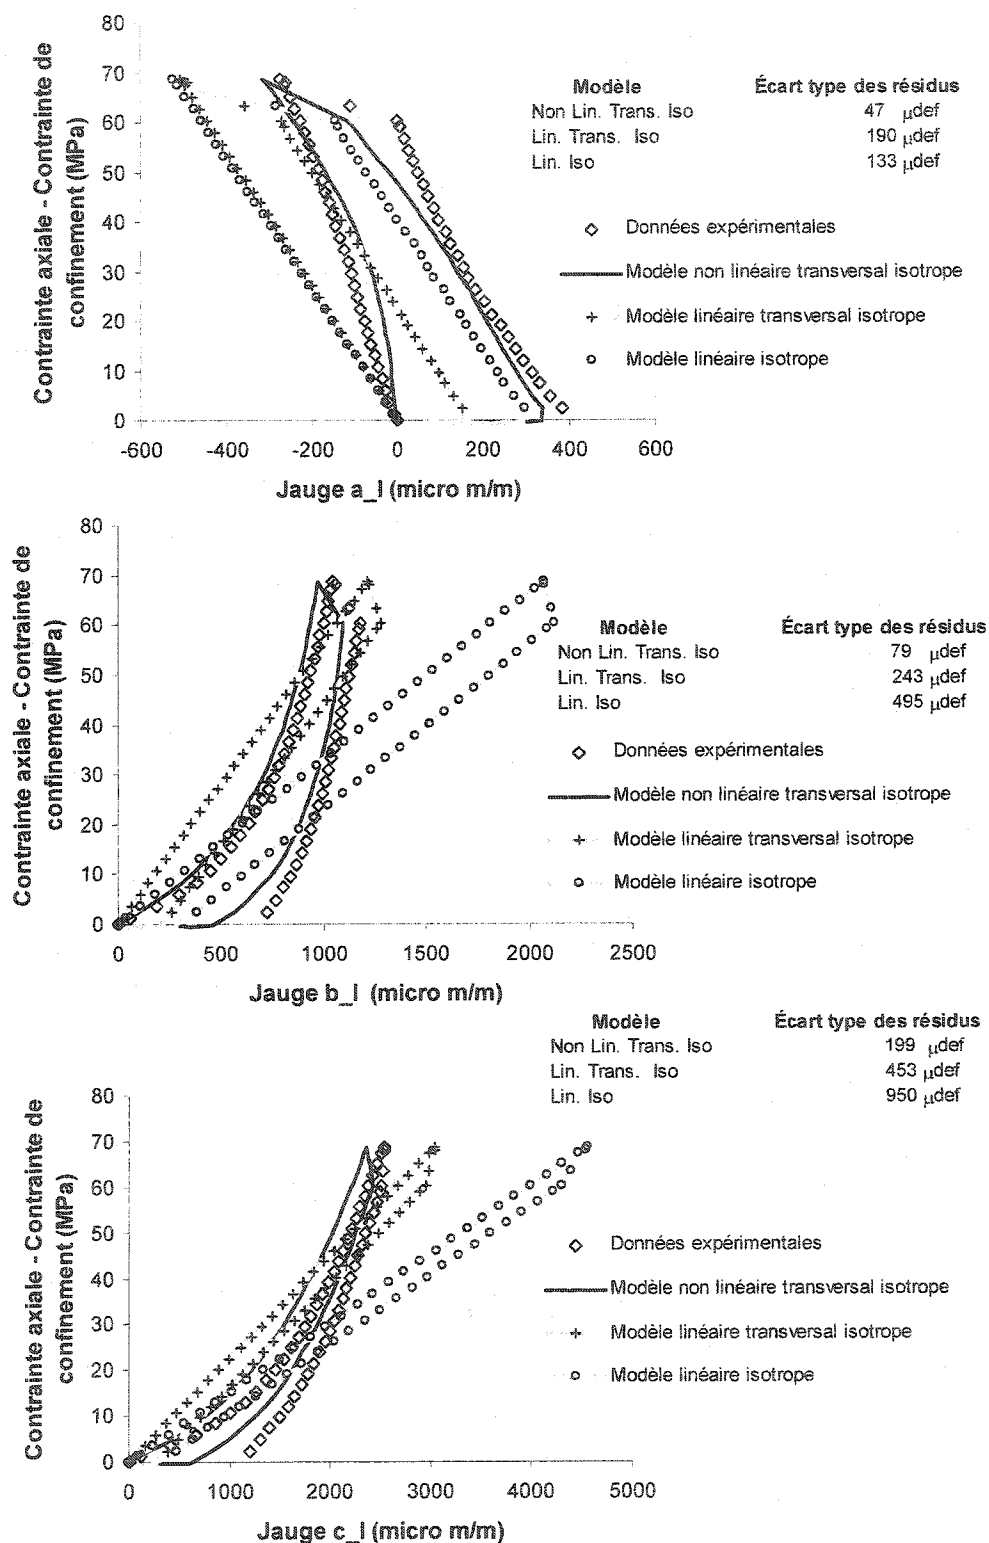 80
70
60
50
40
30
20
10
0
Contrainte axiale - Contrainte de
confinement (MPa)
-600 -400 -200 0 200 400 600
Jauge a_l (micro m/m)
Modèle Écart type des résidus
Non Lin. Trans. Iso 47 µdef
Lin. Trans. Iso 190 µdef
Lin. Iso 133 µdef
Données expérimentales
Modèle non linéaire transversal isotrope
Modèle linéaire transversal isotrope
Modèle linéaire isotrope
80
70
60
50
40
30
20
10
0
Contrainte axiale - Contrainte de
confinement (MPa)
0 500 1000 1500 2000 2500
Jauge b_l (micro m/m)
Modèle Écart type des résidus
Non Lin. Trans. Iso 79 µdef
Lin. Trans. Iso 243 µdef
Lin. Iso 495 µdef
Données expérimentales
Modèle non linéaire transversal isotrope
Modèle linéaire transversal isotrope
Modèle linéaire isotrope
Modèle Écart type des résidus
Non Lin. Trans. Iso 199 µdef
Lin. Trans. Iso 453 µdef
Lin. Iso 950 µdef
80
70
60
50
40
30
20
10
0
Contrainte axiale - Contrainte de
confinement (MPa)
0 1000 2000 3000 4000 5000
Jauge c_l (micro m/m)
Données expérimentales
Modèle non linéaire transversal isotrope
Modèle linéaire transversal isotrope
Modèle linéaire isotrope